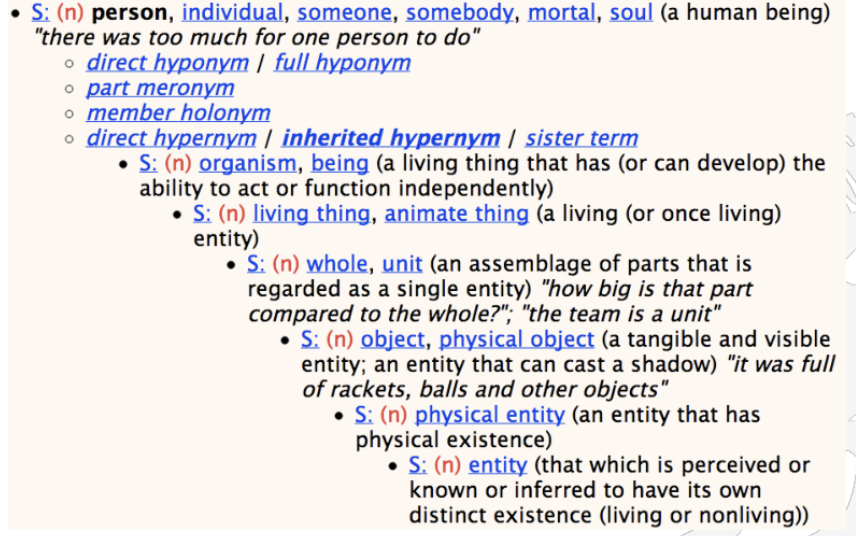 S: (n) person, individual, someone, somebody, mortal, soul (a human being)
"there was too much for one person to do"
direct hyponym / full hyponym
part meronym
member holonym
direct hypernym / inherited hypernym / sister term
S: (n) organism, being (a living thing that has (or can develop) the
ability to act or function independently)
S: (n) living thing, animate thing (a living (or once living)
entity)
S: (n) whole, unit (an assemblage of parts that is
regarded as a single entity) "how big is that part
compared to the whole?"; "the team is a unit"
S: (n) object, physical object (a tangible and visible
entity; an entity that can cast a shadow) "it was full
of rackets, balls and other objects"
S: (n) physical entity (an entity that has
physical existence)
S: (n) entity (that which is perceived or
known or inferred to have its own
distinct existence (living or nonliving))